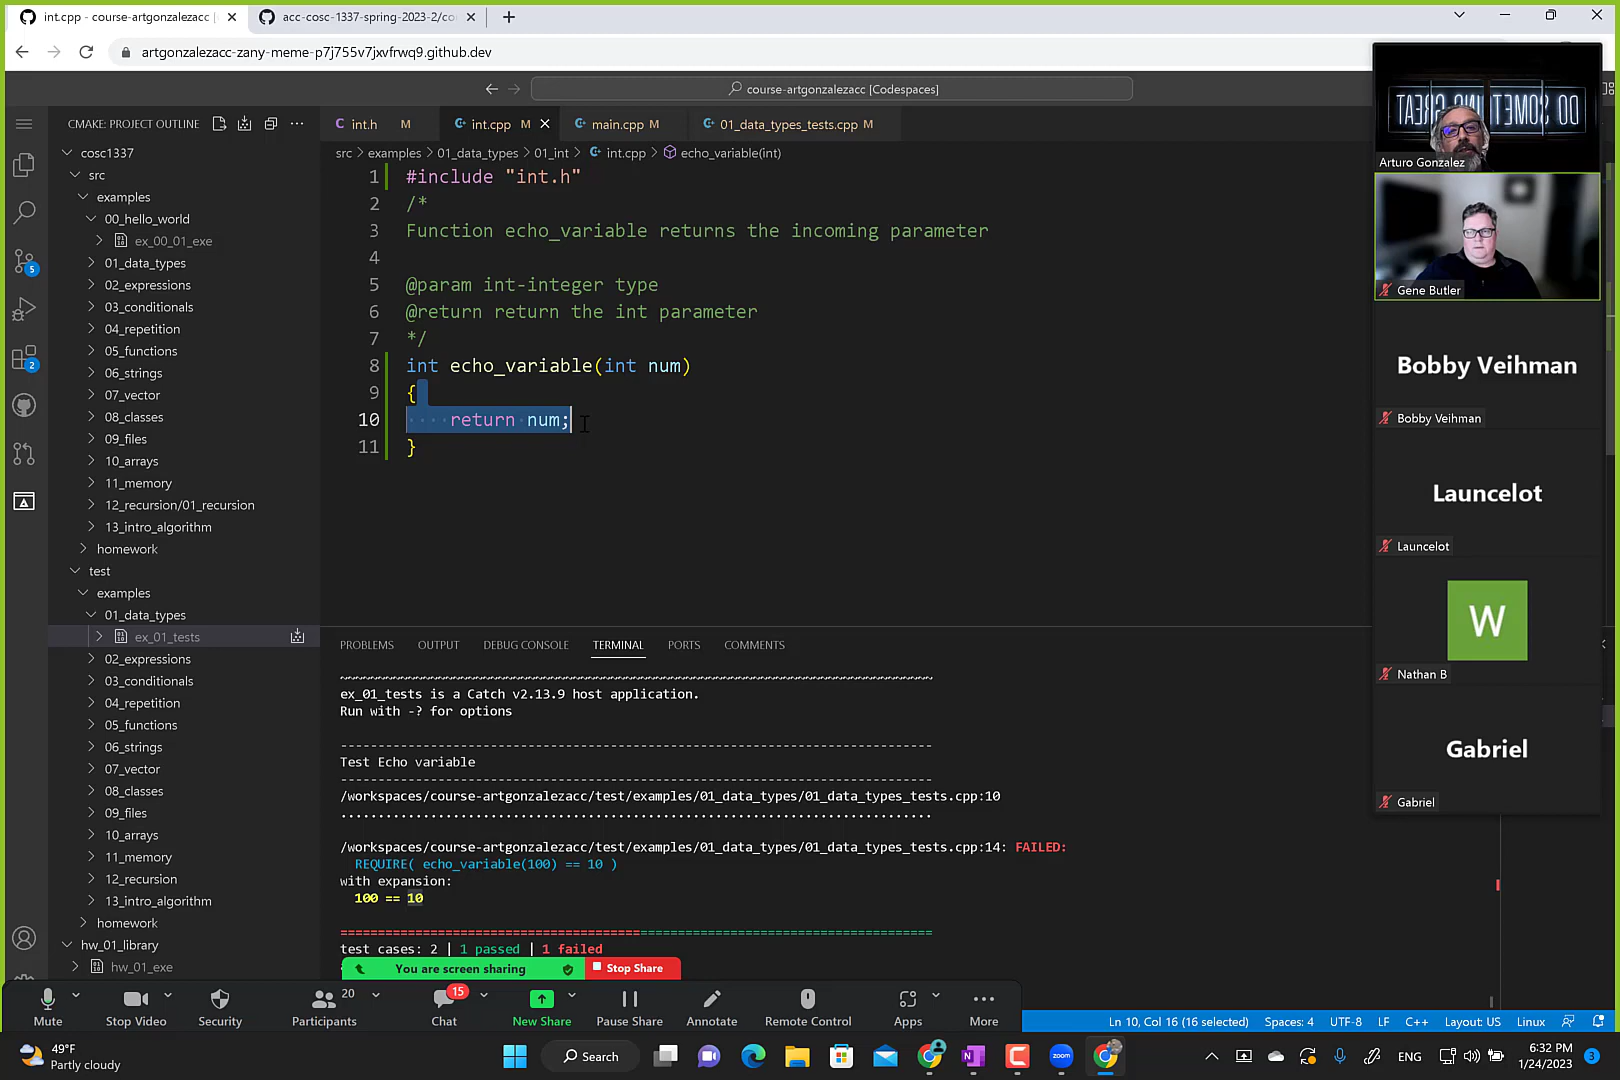 int.cpp - course-artgonzalezacc
acc-cosc-1337-spring-2023-2/co
artgonzalezacc-zany-meme-p7j755v7jxvfrwq9.github.dev
course-artgonzalezacc [Codespaces]
CMAKE: PROJECT OUTLINE
int.h M
int.cpp M
main.cpp M
01_data_types_tests.cpp M
src > examples > 01_data_types > 01_int > int.cpp > echo_variable(int)
cosc1337
src
examples
00_hello_world
ex_00_01_exe
01_data_types
02_expressions
03_conditionals
04_repetition
05_functions
06_strings
07_vector
08_classes
09_files
10_arrays
11_memory
12_recursion/01_recursion
13_intro_algorithm
homework
test
examples
01_data_types
ex_01_tests
02_expressions
03_conditionals
04_repetition
05_functions
06_strings
07_vector
08_classes
09_files
10_arrays
11_memory
12_recursion
13_intro_algorithm
homework
hw_01_library
hw_01_exe
5
2
1 #include "int.h"
2 /*
3 Function echo_variable returns the incoming parameter
4
5 @param int-integer type
6 @return return the int parameter
7 */
8 int echo_variable(int num)
9 {
10 ····return·num;
11 }
PROBLEMS OUTPUT DEBUG CONSOLE TERMINAL PORTS COMMENTS
~~~~~~~~~~~~~~~~~~~~~~~~~~~~~~~~~~~~~~~~~~~~~~~~~~~~~~~~~~~~~~~~~~~~~~~~~~~~~~~
ex_01_tests is a Catch v2.13.9 host application.
Run with -? for options
-------------------------------------------------------------------------------
Test Echo variable
-------------------------------------------------------------------------------
/workspaces/course-artgonzalezacc/test/examples/01_data_types/01_data_types_tests.cpp:10
...............................................................................
/workspaces/course-artgonzalezacc/test/examples/01_data_types/01_data_types_tests.cpp:14: FAILED:
REQUIRE( echo_variable(100) == 10 )
with expansion:
100 == 10
===============================================================================
test cases: 2 | 1 passed | 1 failed
You are screen sharing
Stop Share
DO SOMETHING GREAT
Arturo Gonzalez
Gene Butler
Bobby Veihman
Bobby Veihman
Launcelot
Launcelot
W
Nathan B
Gabriel
Gabriel
20
15
Mute
Stop Video
Security
Participants
Chat
New Share
Pause Share
Annotate
Remote Control
Apps
More
Ln 10, Col 16 (16 selected) Spaces: 4 UTF-8 LF C++ Layout: US Linux
49°F
Partly cloudy
Search
zoom
ENG
6:32 PM
1/24/2023
3